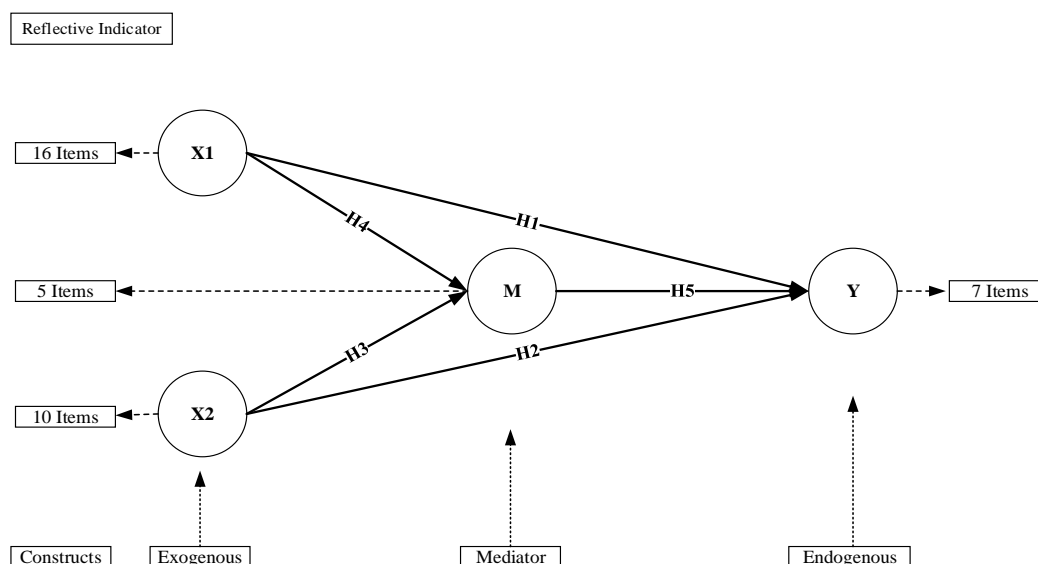 Reflective Indicator
16 Items
X1
H4
H1
5 Items
M
H5
Y
7 Items
H3
H2
10 Items
X2
Constructs
Exogenous
Mediator
Endogenous